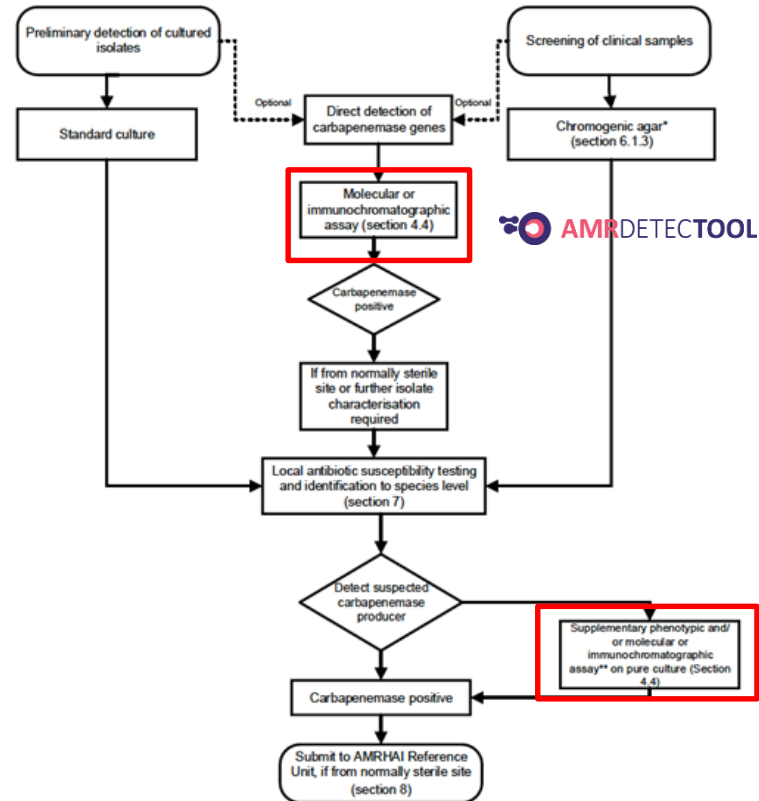 Preliminary detection of cultured
isolates
Screening of clinical samples
Optional
Optional
Direct detection of
carbapenemase genes
Standard culture
Chromogenic agar*
(section 6.1.3)
Molecular or
immunochromatographic
assay (section 4.4)
AMRDETECTOOL
Carbapenemase
positive
If from normally sterile
site or further isolate
characterisation
required
Local antibiotic susceptibility testing
and identification to species level
(section 7)
Detect suspected
carbapenemase
producer
Supplementary phenotypic and/
or molecular or
immunochromatographic
assay** on pure culture (Section
4.4)
Carbapenemase positive
Submit to AMRHAI Reference
Unit, if from normally sterile site
(section 8)